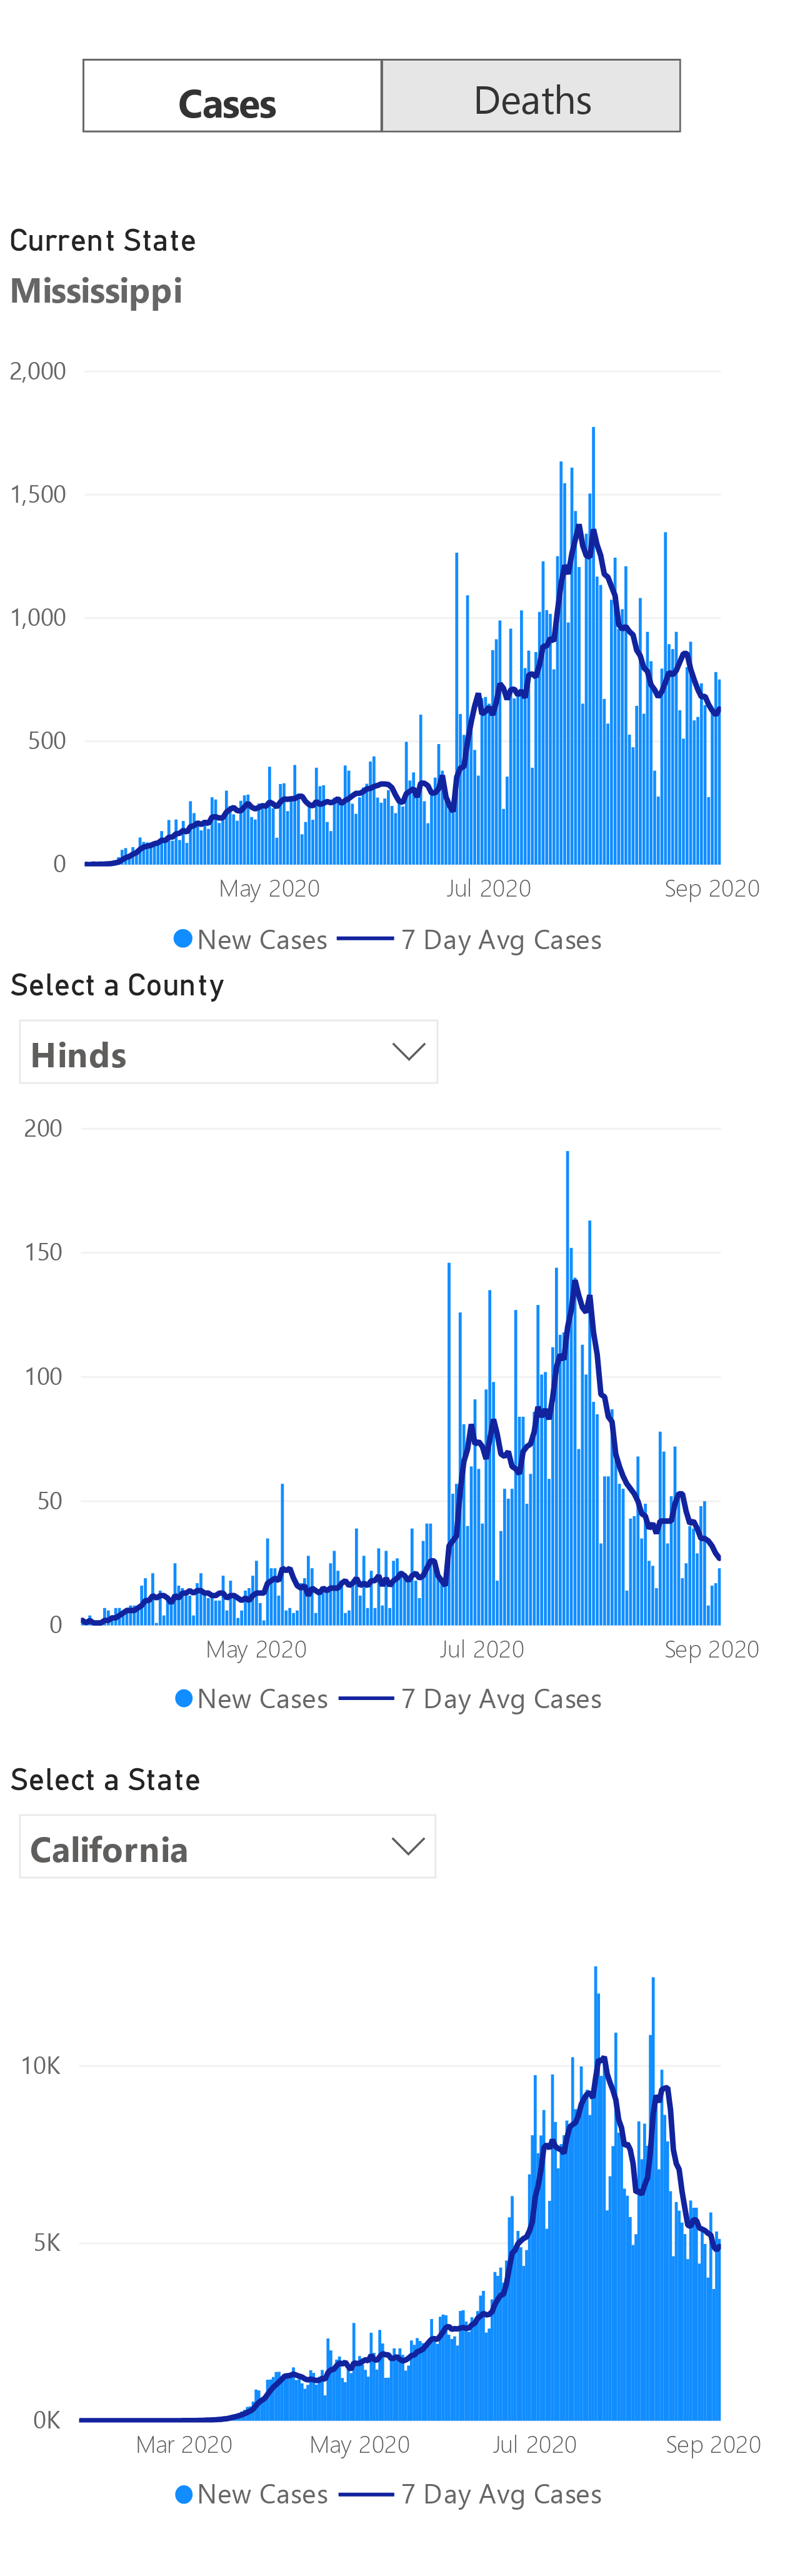 Cases Deaths
Current State
Mississippi
2,000
1,500
1,000
500
0
May 2020 Jul 2020 Sep 2020
New Cases 7 Day Avg Cases
Select a County
Hinds
200
150
100
50
0
May 2020 Jul 2020 Sep 2020
New Cases 7 Day Avg Cases
Select a State
California
10K
5K
0K
Mar 2020 May 2020 Jul 2020 Sep 2020
New Cases 7 Day Avg Cases